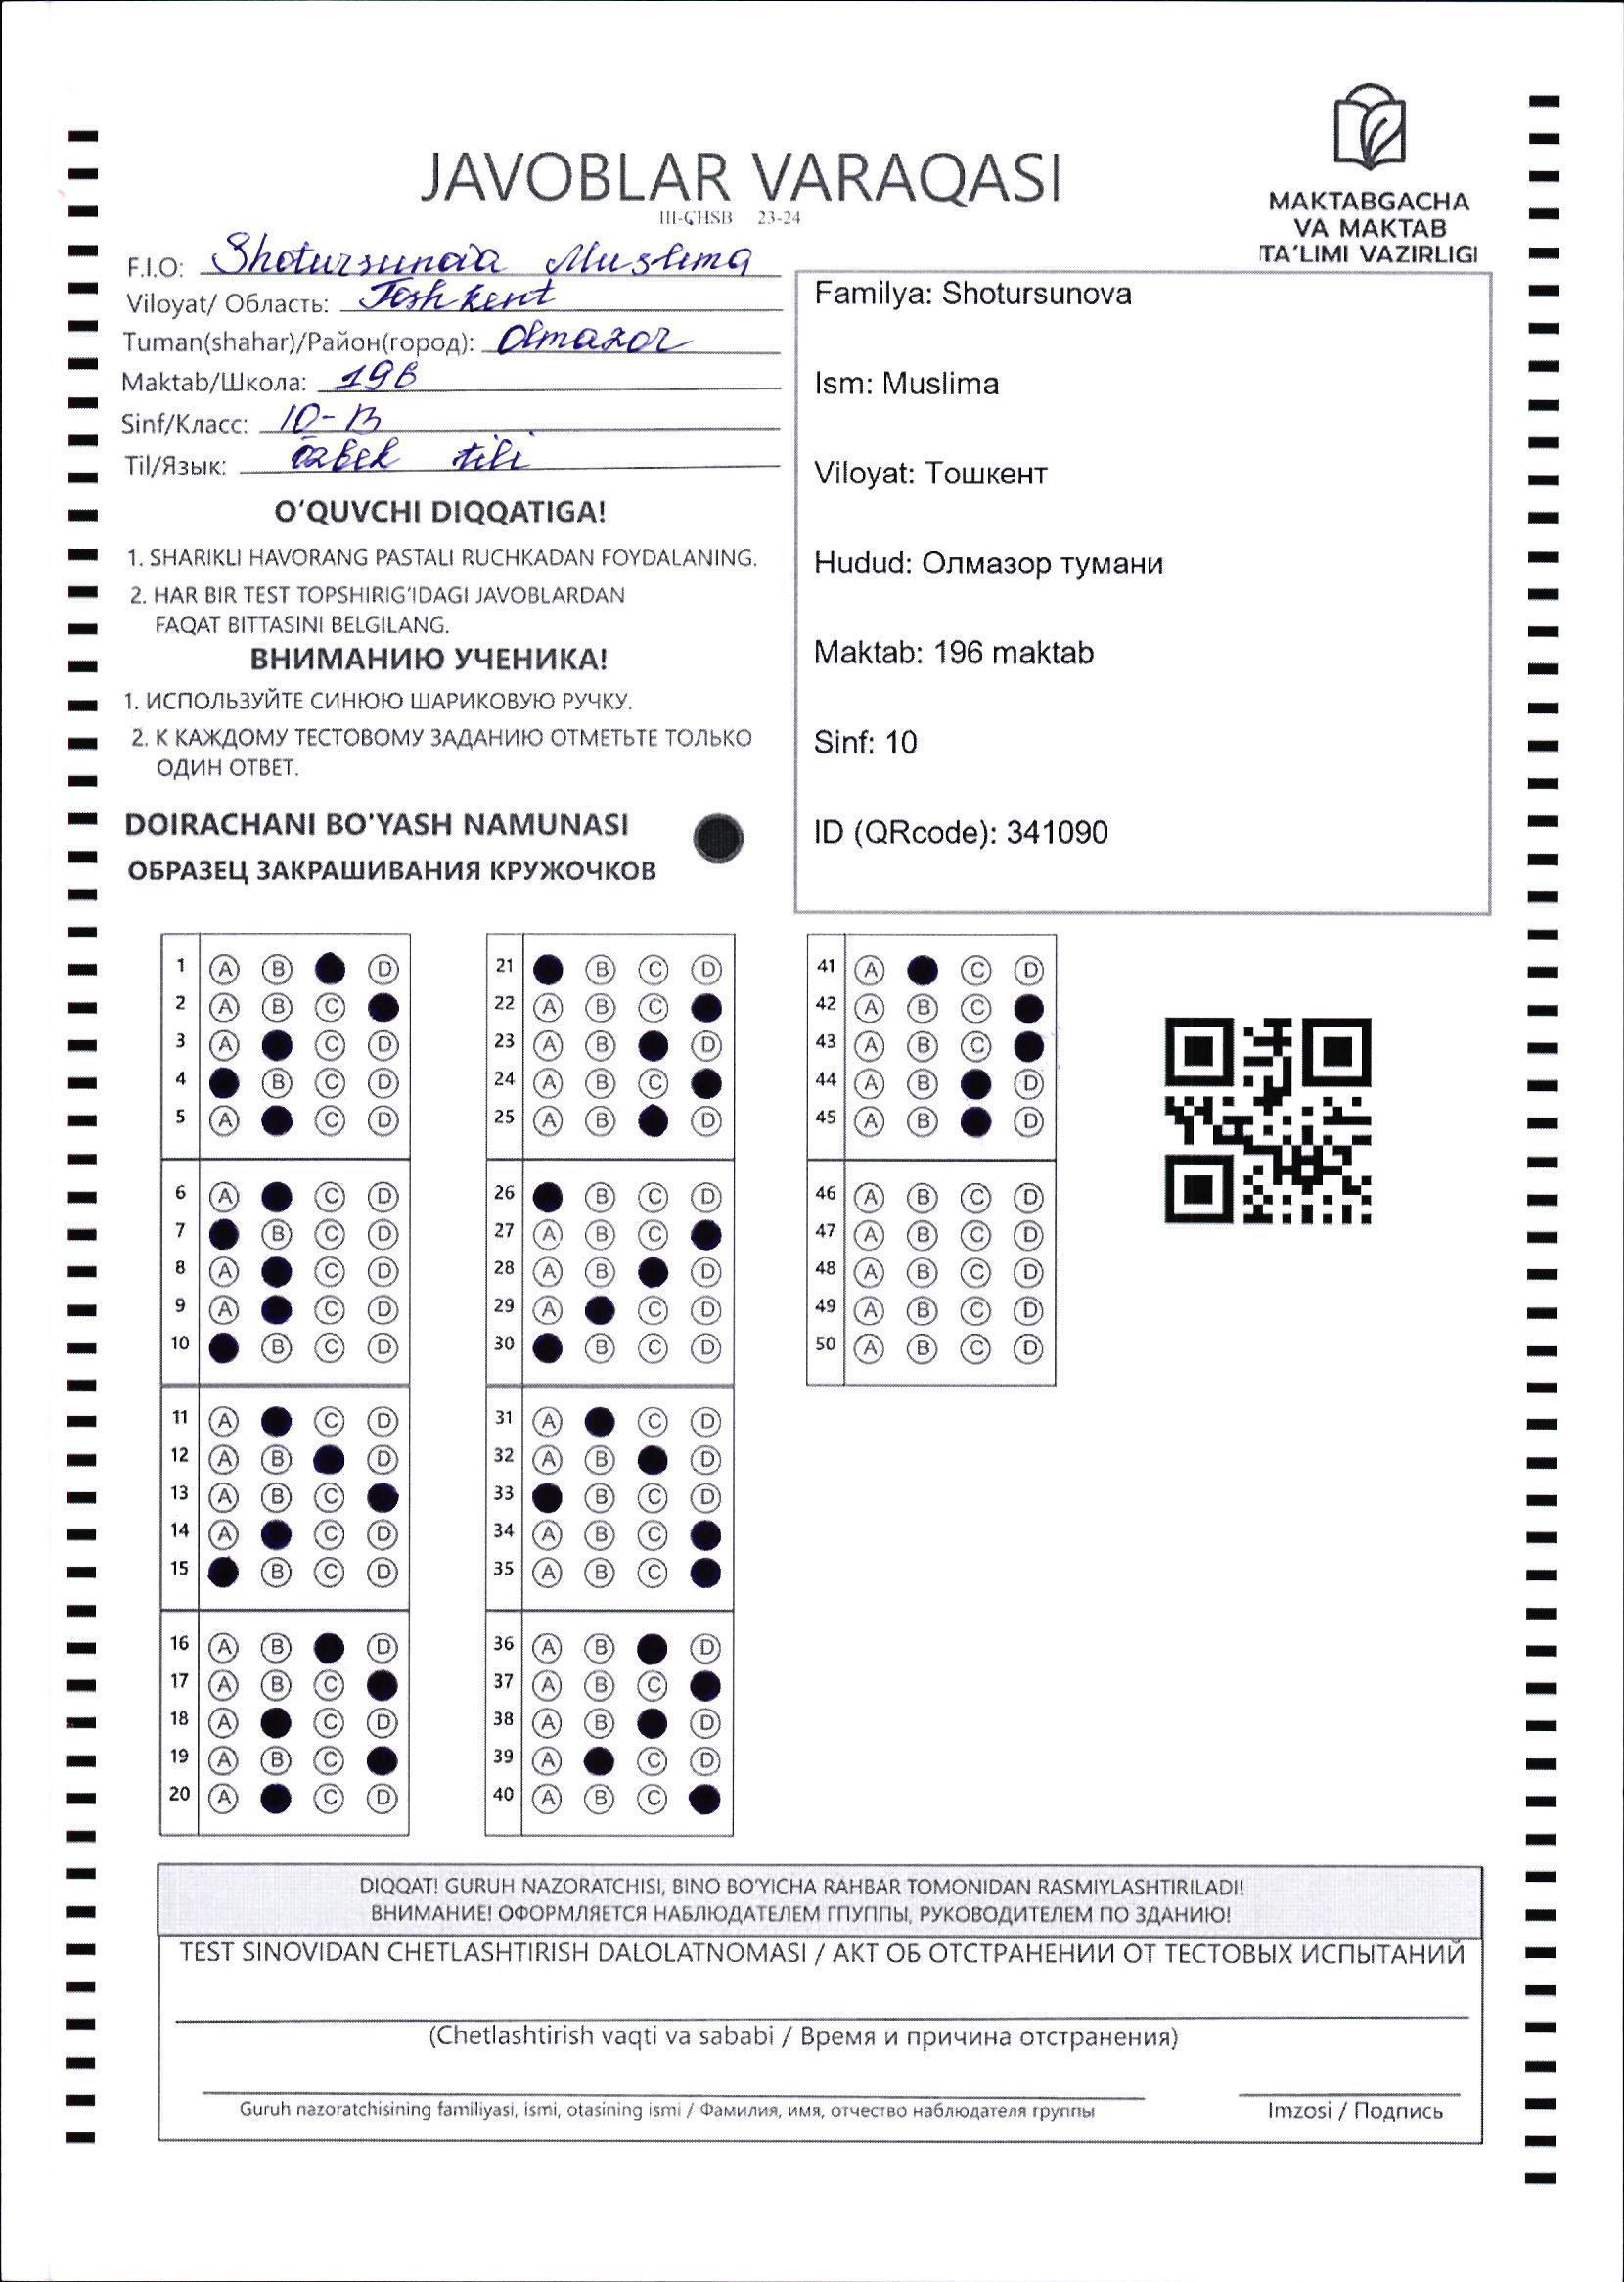 JAVOBLAR VARAQASI
III-ÇHSB 23-24
MAKTABGACHA
VA MAKTAB
TA'LIMI VAZIRLIGI
F.I.O: Shotursunova Muslima
Viloyat/ Область: Toshkent
Tuman(shahar)/Район(город): Olmazor
Maktab/Школа: 196
Sinf/Класс: 10-B
Til/Язык: o'zbek tili
O'QUVCHI DIQQATIGA!
1. SHARIKLI HAVORANG PASTALI RUCHKADAN FOYDALANING.
2. HAR BIR TEST TOPSHIRIG'IDAGI JAVOBLARDAN
FAQAT BITTASINI BELGILANG.
ВНИМАНИЮ УЧЕНИКА!
1. ИСПОЛЬЗУЙТЕ СИНЮЮ ШАРИКОВУЮ РУЧКУ.
2. К КАЖДОМУ ТЕСТОВОМУ ЗАДАНИЮ ОТМЕТЬТЕ ТОЛЬКО
ОДИН ОТВЕТ.
DOIRACHANI BO'YASH NAMUNASI
ОБРАЗЕЦ ЗАКРАШИВАНИЯ КРУЖОЧКОВ
Familya: Shotursunova
Ism: Muslima
Viloyat: Тошкент
Hudud: Олмазор тумани
Maktab: 196 maktab
Sinf: 10
ID (QRcode): 341090
1 A B D
2 A B C
3 A C D
4 B C D
5 A C D
6 A C D
7 B C D
8 A C D
9 A C D
10 B C D
11 A C D
12 A B D
13 A B C
14 A C D
15 B C D
16 A B D
17 A B C
18 A C D
19 A B C
20 A C D
21 B C D
22 A B C
23 A B D
24 A B C
25 A B D
26 B C D
27 A B C
28 A B D
29 A C D
30 B C D
31 A C D
32 A B D
33 B C D
34 A B C
35 A B C
36 A B D
37 A B C
38 A B D
39 A C D
40 A B C
41 A C D
42 A B C
43 A B C
44 A B D
45 A B D
46 A B C D
47 A B C D
48 A B C D
49 A B C D
50 A B C D
DIQQAT! GURUH NAZORATCHISI, BINO BO'YICHA RAHBAR TOMONIDAN RASMIYLASHTIRILADI!
ВНИМАНИЕ! ОФОРМЛЯЕТСЯ НАБЛЮДАТЕЛЕМ ГПУППЫ, РУКОВОДИТЕЛЕМ ПО ЗДАНИЮ!
TEST SINOVIDAN CHETLASHTIRISH DALOLATNOMASI / АКТ ОБ ОТСТРАНЕНИИ ОТ ТЕСТОВЫХ ИСПЫТАНИЙ
(Chetlashtirish vaqti va sababi / Время и причина отстранения)
Guruh nazoratchisining familiyasi, ismi, otasining ismi / Фамилия, имя, отчество наблюдателя группы
Imzosi / Подпись